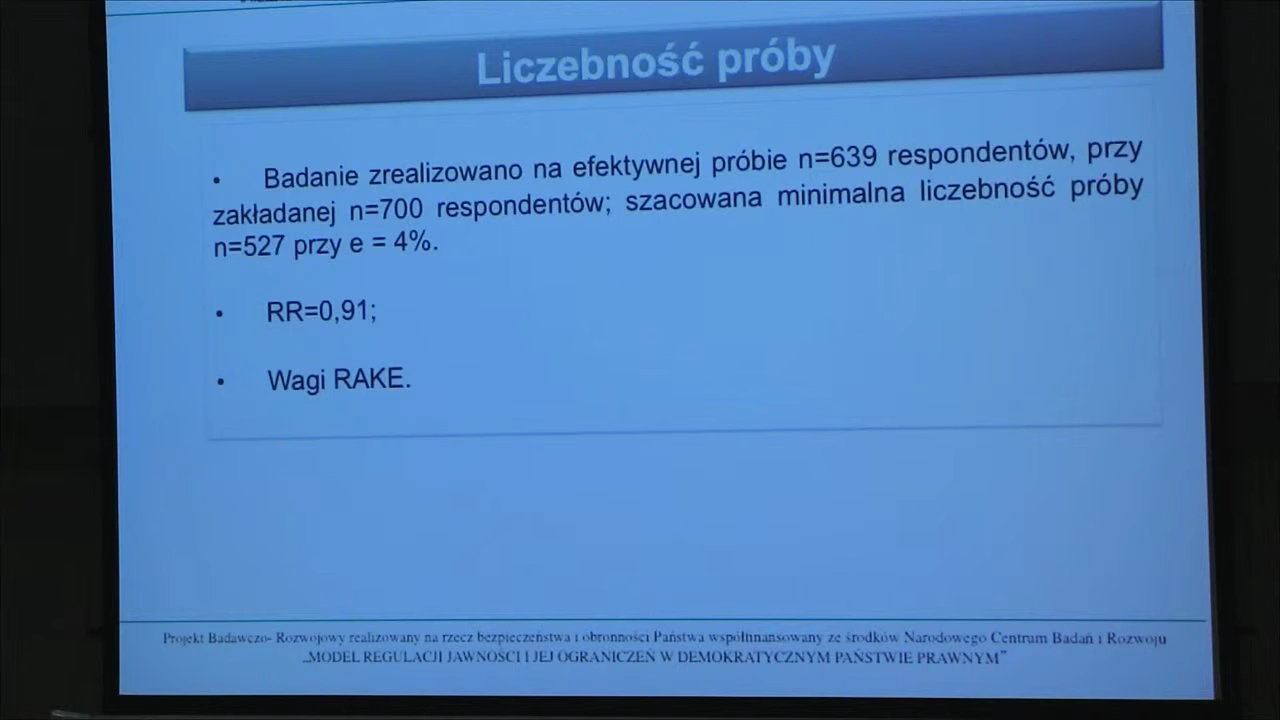 Liczebność próby
• Badanie zrealizowano na efektywnej próbie n=639 respondentów, przy
zakładanej n=700 respondentów; szacowana minimalna liczebność próby
n=527 przy e = 4%.
• RR=0,91;
• Wagi RAKE.
Projekt Badawczo- Rozwojowy realizowany na rzecz bezpieczeństwa i obronności Państwa współfinansowany ze środków Narodowego Centrum Badań i Rozwoju
„MODEL REGULACJI JAWNOŚCI I JEJ OGRANICZEŃ W DEMOKRATYCZNYM PAŃSTWIE PRAWNYM”